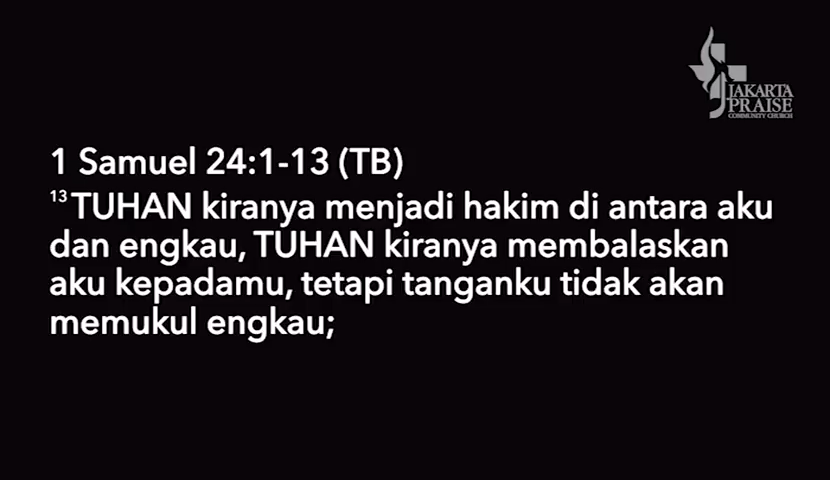 JAKARTA
PRAISE
COMMUNITY CHURCH
1 Samuel 24:1-13 (TB)
13 TUHAN kiranya menjadi hakim di antara aku
dan engkau, TUHAN kiranya membalaskan
aku kepadamu, tetapi tanganku tidak akan
memukul engkau;